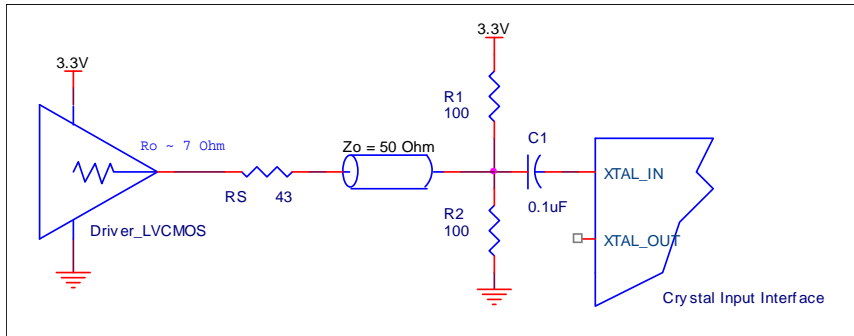 3.3V
3.3V
Ro ~ 7 Ohm
Zo = 50 Ohm
R1
100
C1
XTAL_IN
RS 43
0.1uF
R2
100
XTAL_OUT
Driver_LVCMOS
Crystal Input Interface